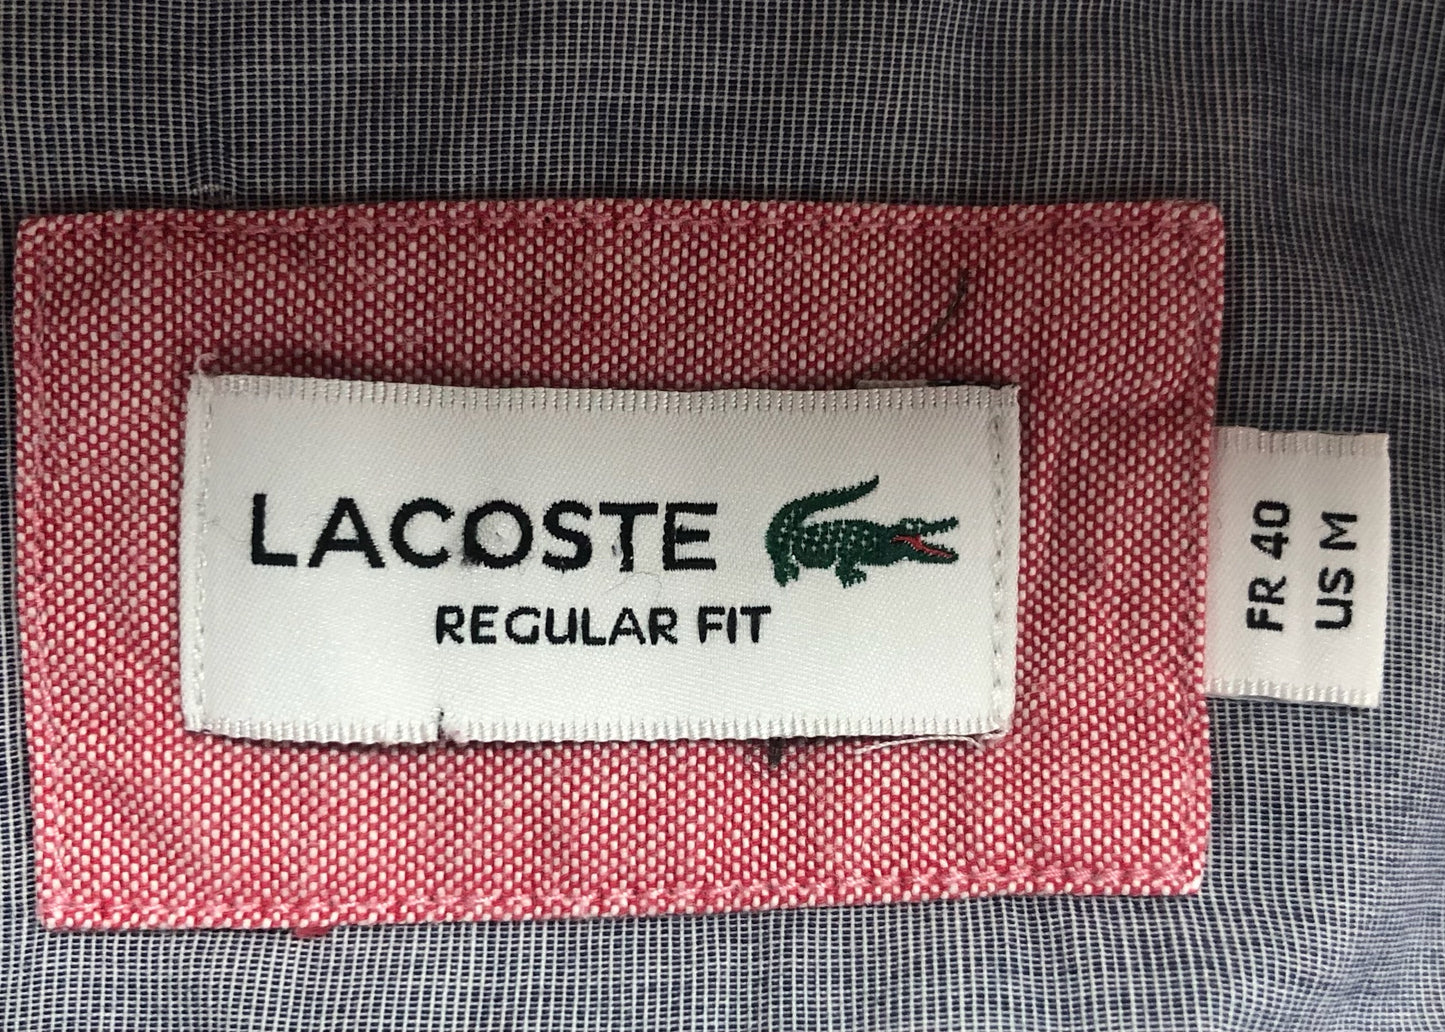 LACOSTE
REGULAR FIT
FR 40
US M